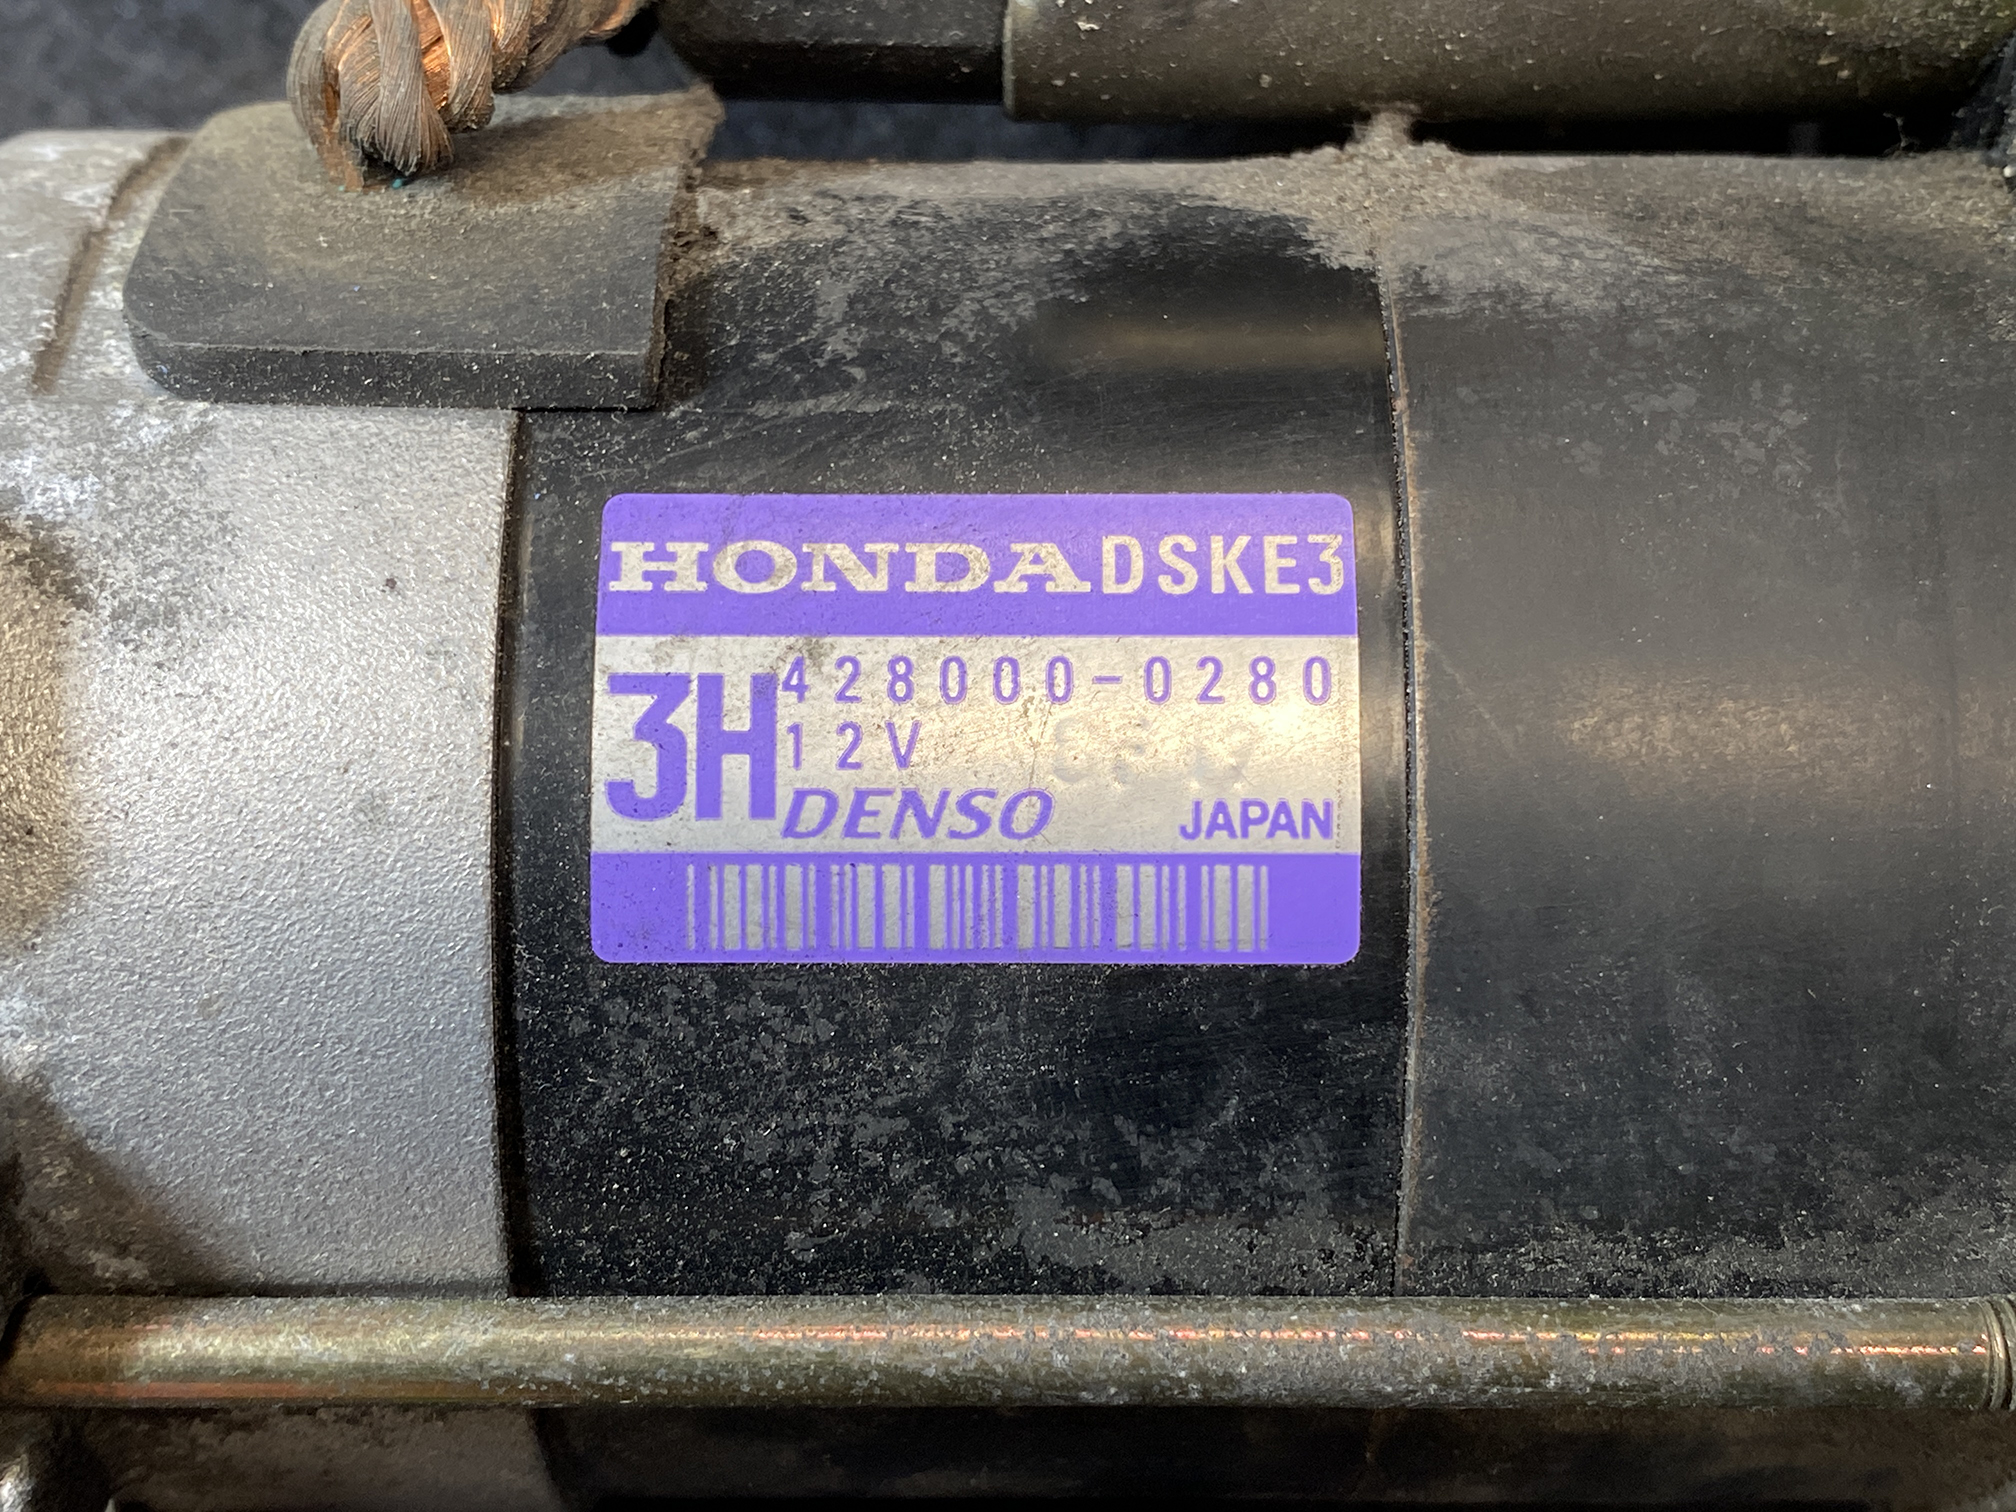 HONDA DSKE3
3H 428000-0280
12V
DENSO JAPAN